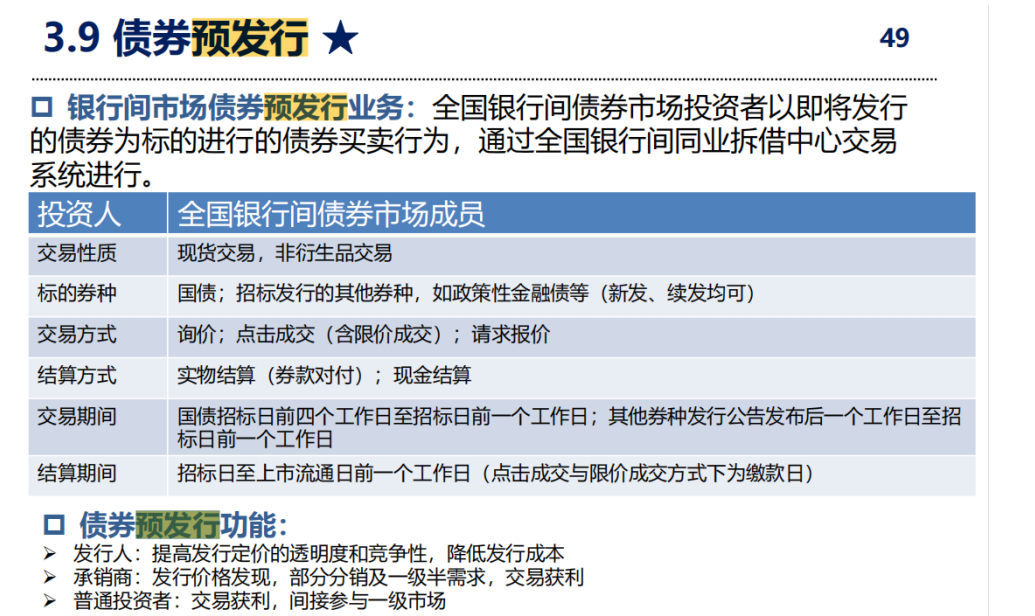 3.9 债券预发行 ★
49
银行间市场债券预发行业务：全国银行间债券市场投资者以即将发行
的债券为标的进行的债券买卖行为，通过全国银行间同业拆借中心交易
系统进行。
投资人 全国银行间债券市场成员
交易性质 现货交易，非衍生品交易
标的券种 国债；招标发行的其他券种，如政策性金融债等（新发、续发均可）
交易方式 询价；点击成交（含限价成交）；请求报价
结算方式 实物结算（券款对付）；现金结算
交易期间 国债招标日前四个工作日至招标日前一个工作日；其他券种发行公告发布后一个工作日至招
标日前一个工作日
结算期间 招标日至上市流通日前一个工作日（点击成交与限价成交方式下为缴款日）
债券预发行功能：
发行人：提高发行定价的透明度和竞争性，降低发行成本
承销商：发行价格发现，部分分销及一级半需求，交易获利
普通投资者：交易获利，间接参与一级市场